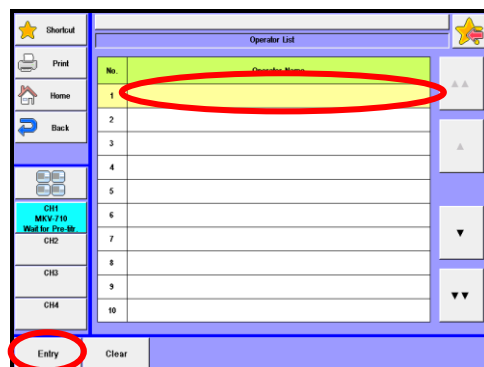 Shortcut
Operator List
Print
Home
Back
No. Operator Name
1
2
3
4
5
6
7
8
9
10
CH1
MKV-710
Wait for Pre-titr.
CH2
CH3
CH4
Entry
Clear